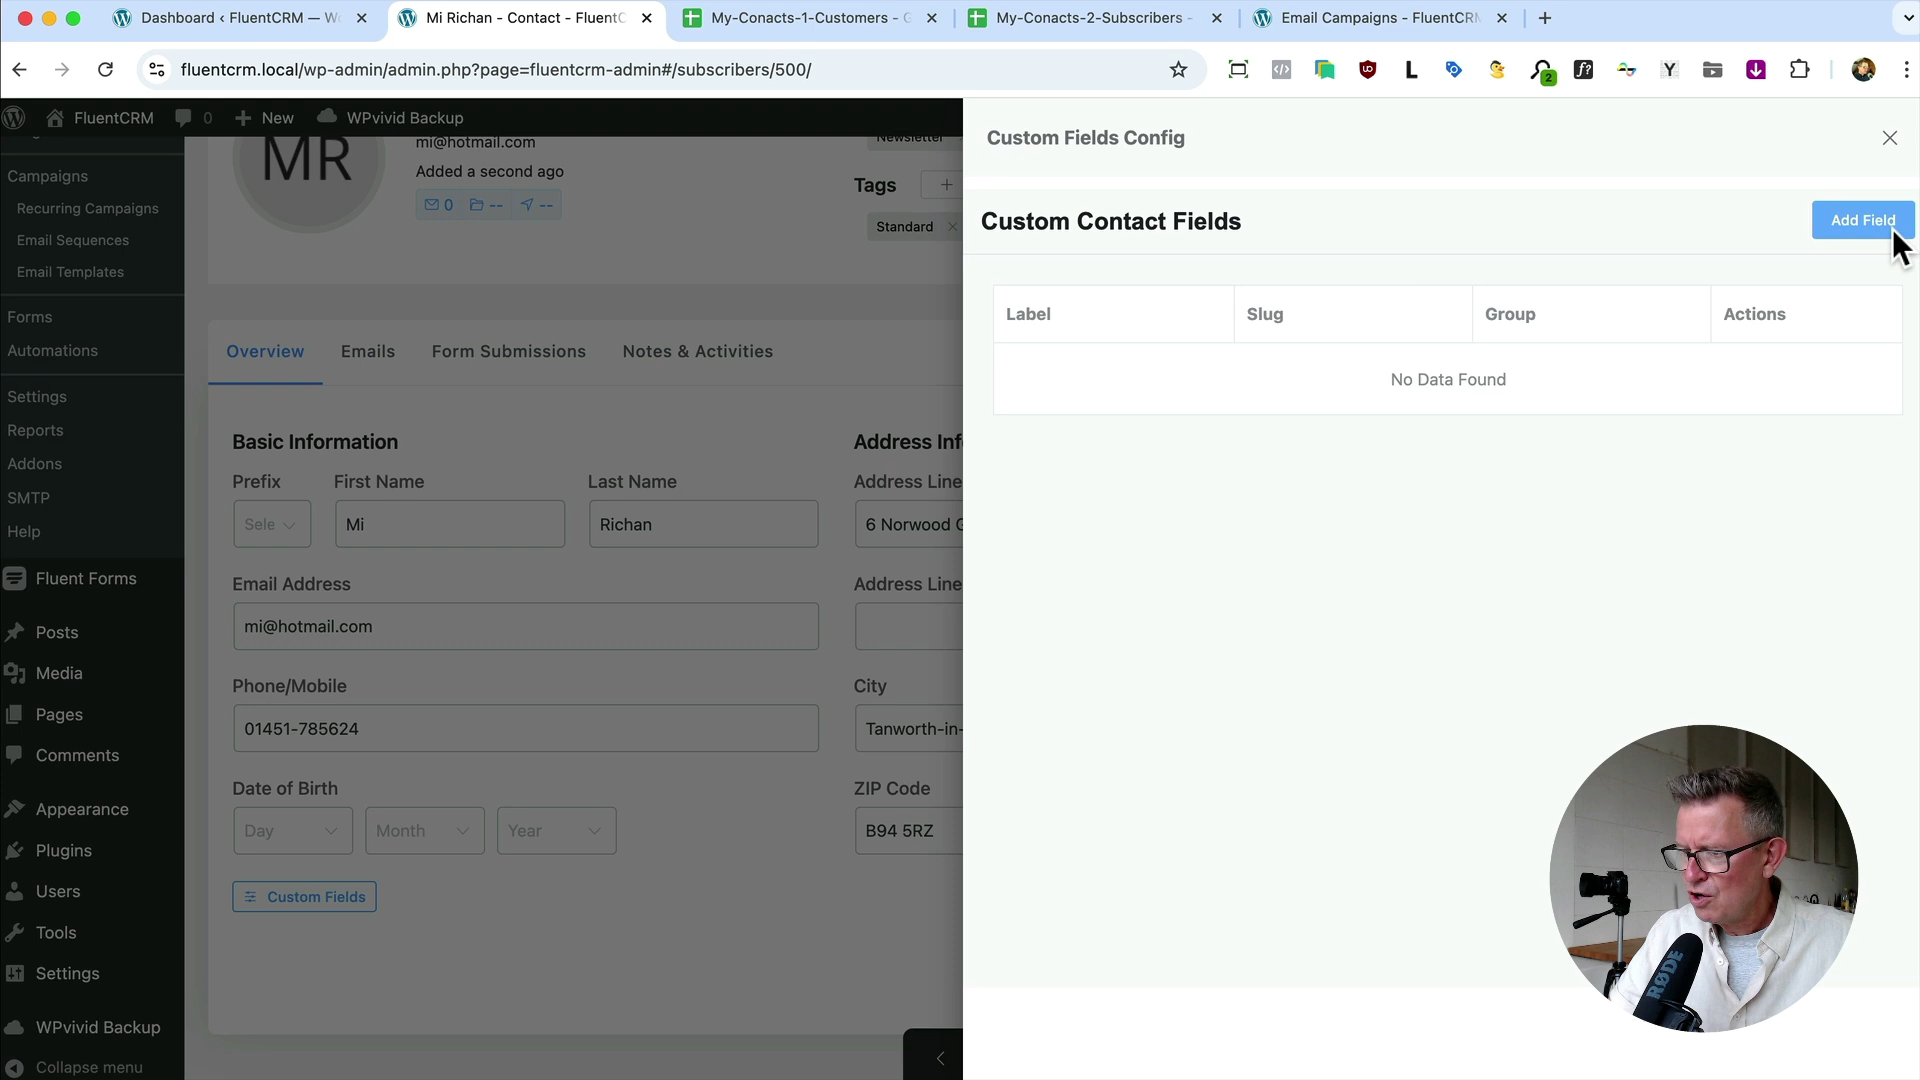 Dashboard ‹ FluentCRM — W
Mi Richan - Contact - FluentC
My-Conacts-1-Customers - G
My-Conacts-2-Subscribers -
Email Campaigns - FluentCRM
fluentcrm.local/wp-admin/admin.php?page=fluentcrm-admin#/subscribers/500/
2
FluentCRM
0
New
WPvivid Backup
Campaigns
Recurring Campaigns
Email Sequences
Email Templates
Forms
Automations
Settings
Reports
Addons
SMTP
Help
Fluent Forms
Posts
Media
Pages
Comments
Appearance
Plugins
Users
Tools
Settings
WPvivid Backup
Collapse menu
MR
mi@hotmail.com
Added a second ago
0
--
--
Newsletter
Tags
Standard
Overview
Emails
Form Submissions
Notes & Activities
Basic Information
Prefix
First Name
Last Name
Sele
Mi
Richan
Email Address
mi@hotmail.com
Phone/Mobile
01451-785624
Date of Birth
Day
Month
Year
Custom Fields
Address Inf
Address Line
6 Norwood G
Address Line
City
Tanworth-in-
ZIP Code
B94 5RZ
Custom Fields Config
Custom Contact Fields
Add Field
Label
Slug
Group
Actions
No Data Found
RØDE